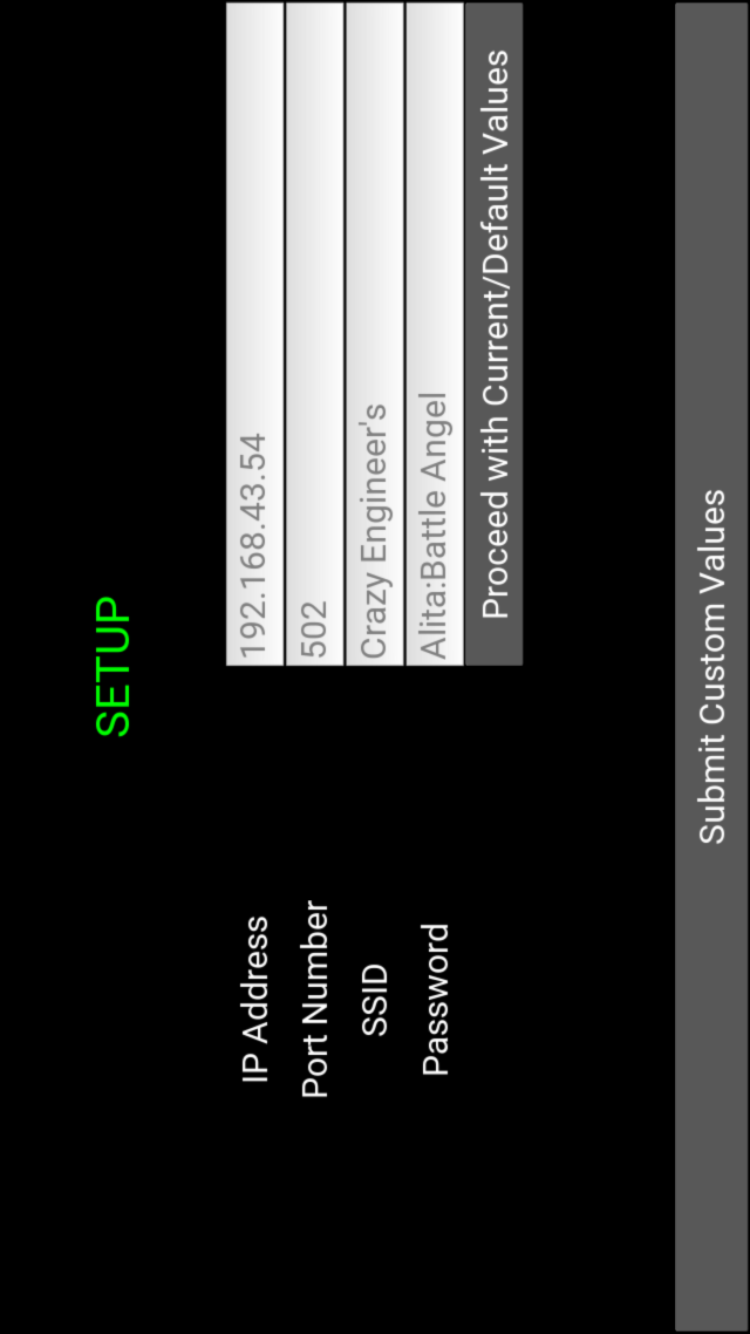 SETUP
IP Address 192.168.43.54
Port Number 502
SSID Crazy Engineer's
Password Alita:Battle Angel
Proceed with Current/Default Values
Submit Custom Values